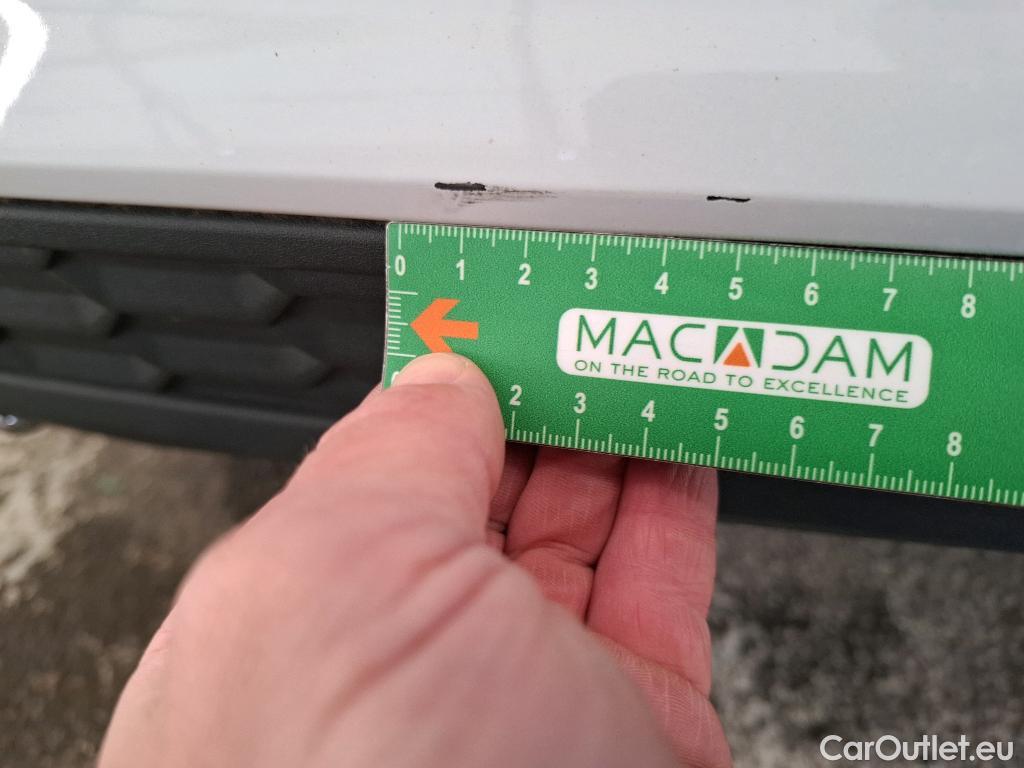 0 1 2 3 4 5 6 7 8
MACADAM
ON THE ROAD TO EXCELLENCE
2 3 4 5 6 7 8
CarOutlet.eu